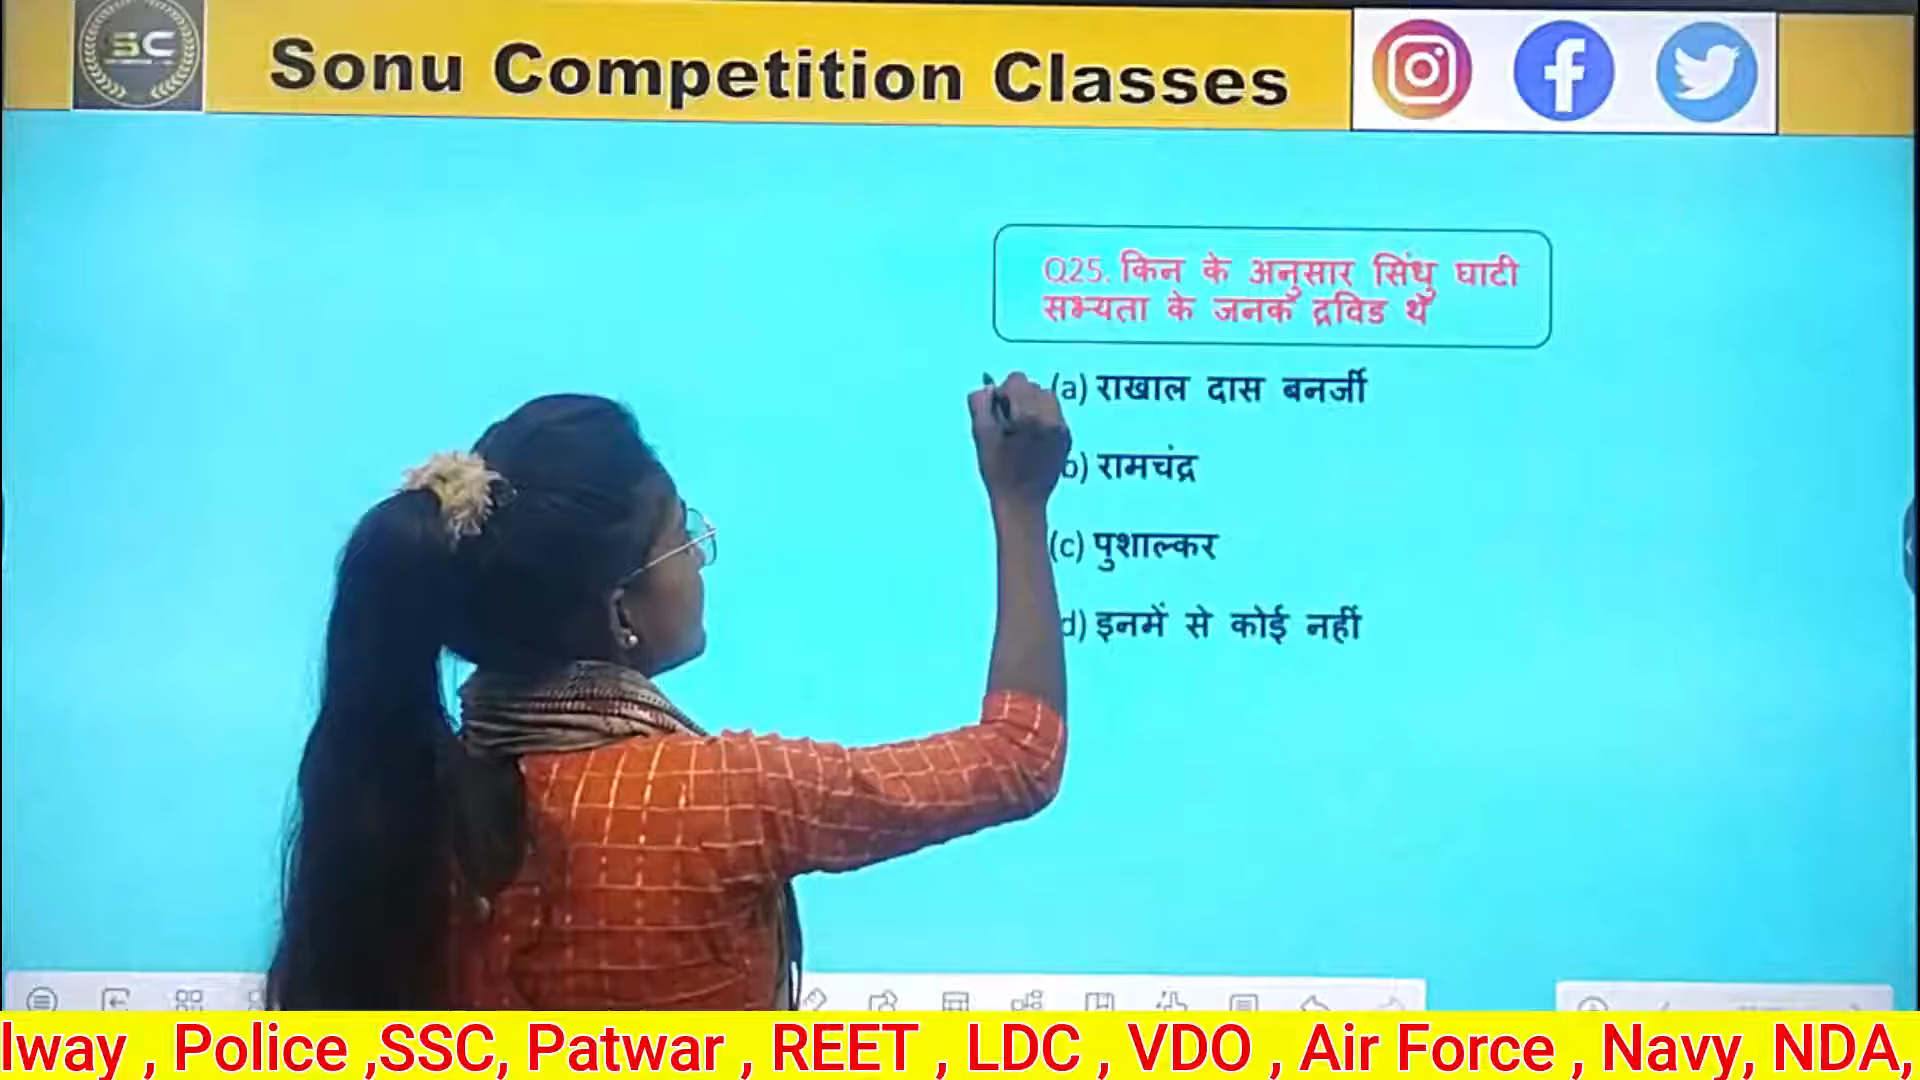 SC
Sonu Competition Classes
Q25. किन के अनुसार सिंधु घाटी
सभ्यता के जनक द्रविड थे
(a) राखाल दास बनर्जी
b) रामचंद्र
(c) पुशाल्कर
d) इनमें से कोई नहीं
lway , Police ,SSC, Patwar , REET , LDC , VDO , Air Force , Navy, NDA,